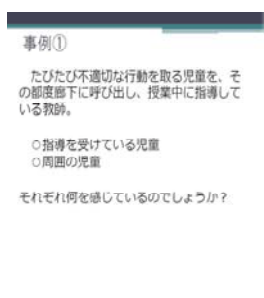 事例①
たびたび不適切な行動を取る児童を、そ
の都度廊下に呼び出し、授業中に指導して
いる教師。
○指導を受けている児童
○周囲の児童
それぞれ何を感じているのでしょうか？